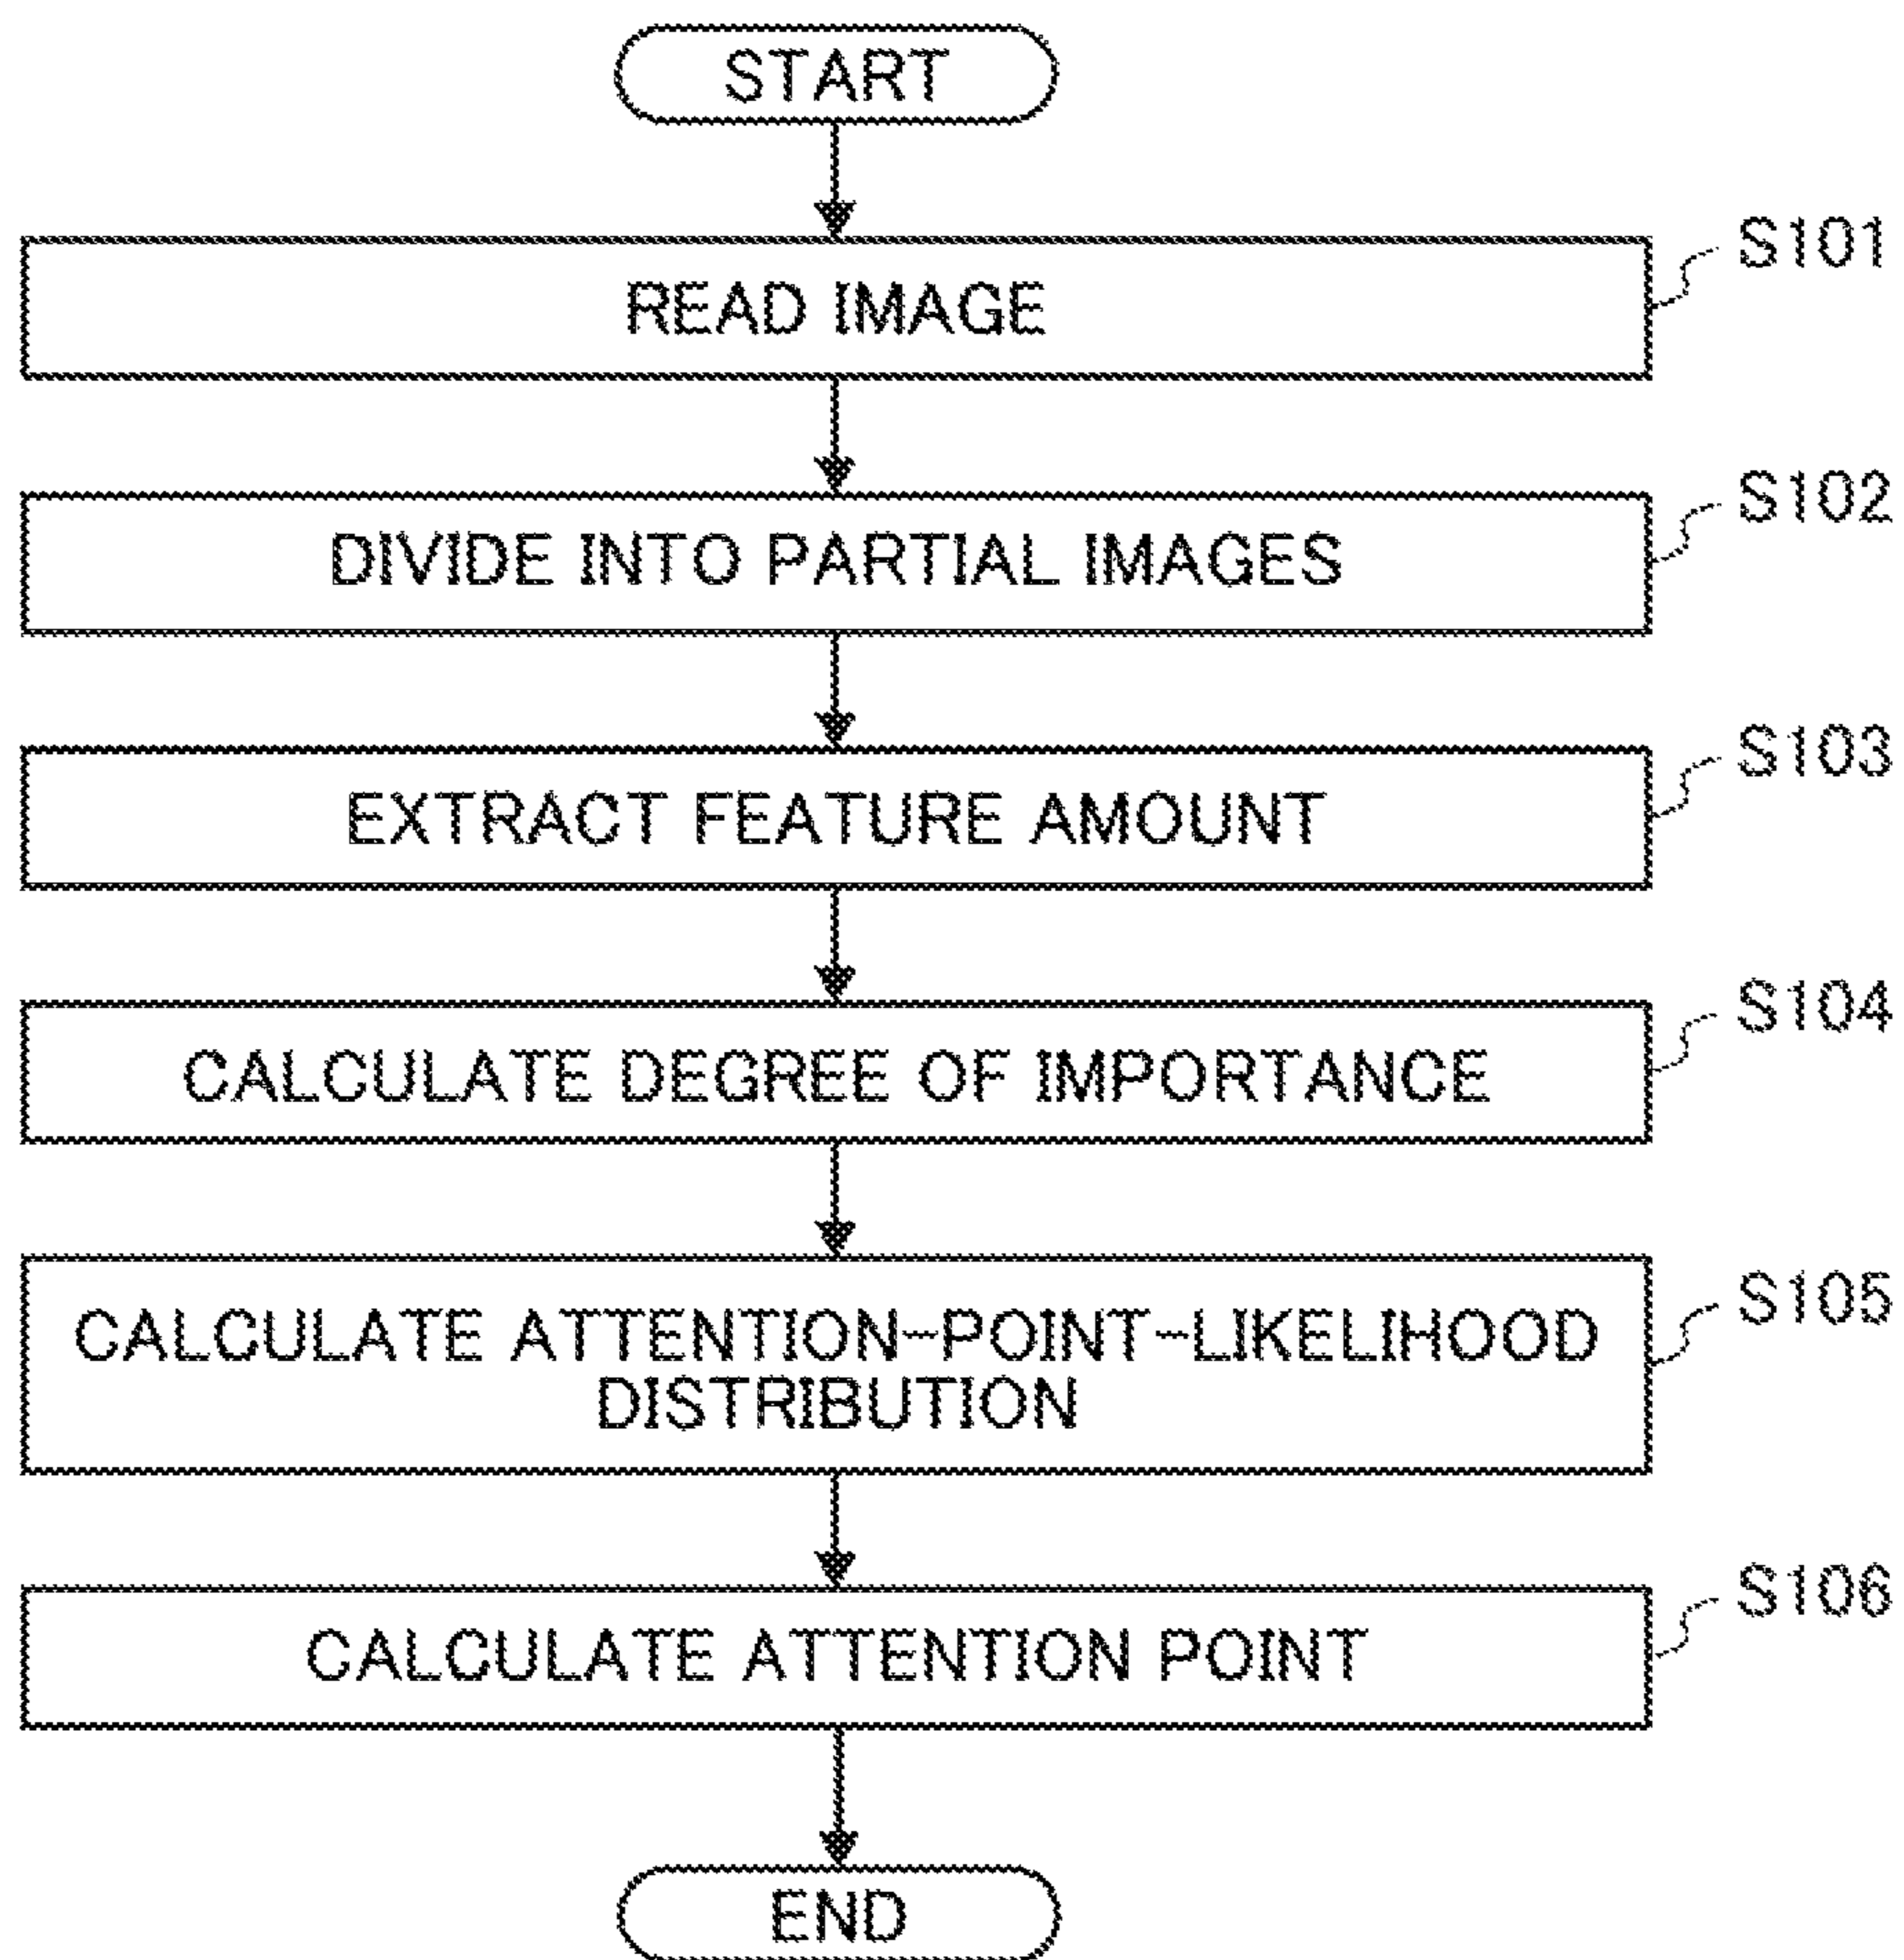 START
S101
READ IMAGE
S102
DIVIDE INTO PARTIAL IMAGES
S103
EXTRACT FEATURE AMOUNT
S104
CALCULATE DEGREE OF IMPORTANCE
S105
CALCULATE ATTENTION-POINT-LIKELIHOOD
DISTRIBUTION
S106
CALCULATE ATTENTION POINT
END